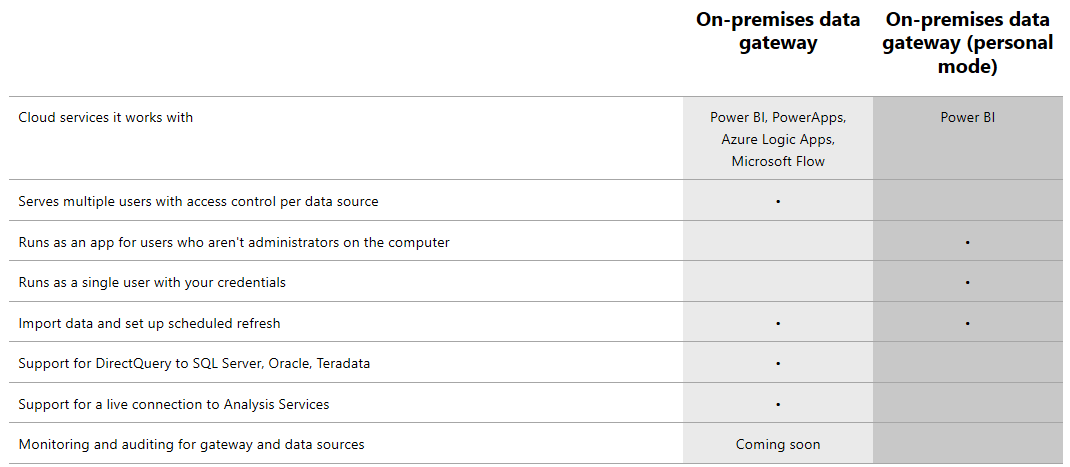 On-premises data
gateway
On-premises data
gateway (personal
mode)
Cloud services it works with
Power BI, PowerApps,
Azure Logic Apps,
Microsoft Flow
Power BI
Serves multiple users with access control per data source
•
Runs as an app for users who aren't administrators on the computer
•
Runs as a single user with your credentials
•
Import data and set up scheduled refresh
•
•
Support for DirectQuery to SQL Server, Oracle, Teradata
•
Support for a live connection to Analysis Services
•
Monitoring and auditing for gateway and data sources
Coming soon